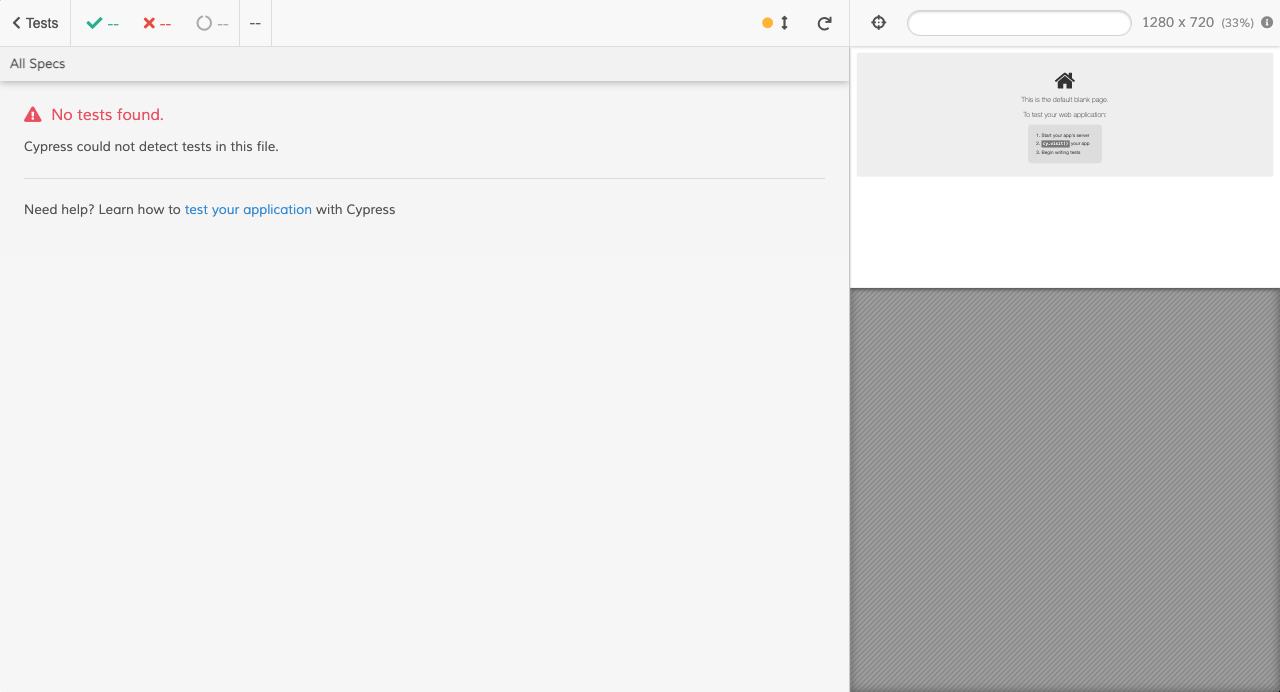 Tests -- -- -- --
1280 x 720 (33%)
All Specs
No tests found.
Cypress could not detect tests in this file.
Need help? Learn how to test your application with Cypress
This is the default blank page.
To test your web application:
1. Start your app's server
2. cy.visit() your app
3. Begin writing tests